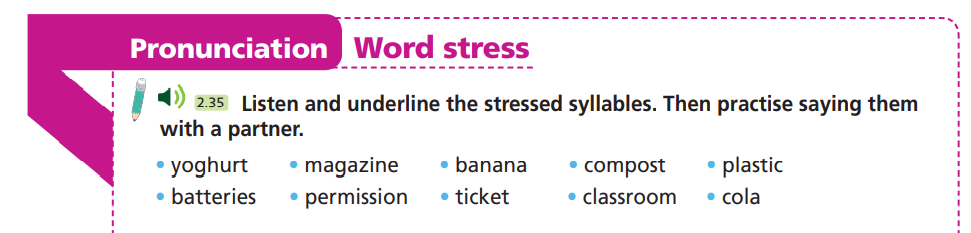 Pronunciation Word stress
2.35 Listen and underline the stressed syllables. Then practise saying them
with a partner.
• yoghurt • magazine • banana • compost • plastic
• batteries • permission • ticket • classroom • cola